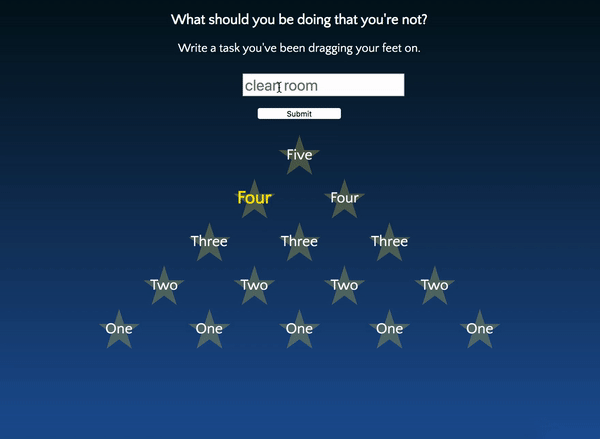 What should you be doing that you're not?
Write a task you've been dragging your feet on.
clean room
Submit
Five
Four Four
Three Three Three
Two Two Two Two
One One One One One